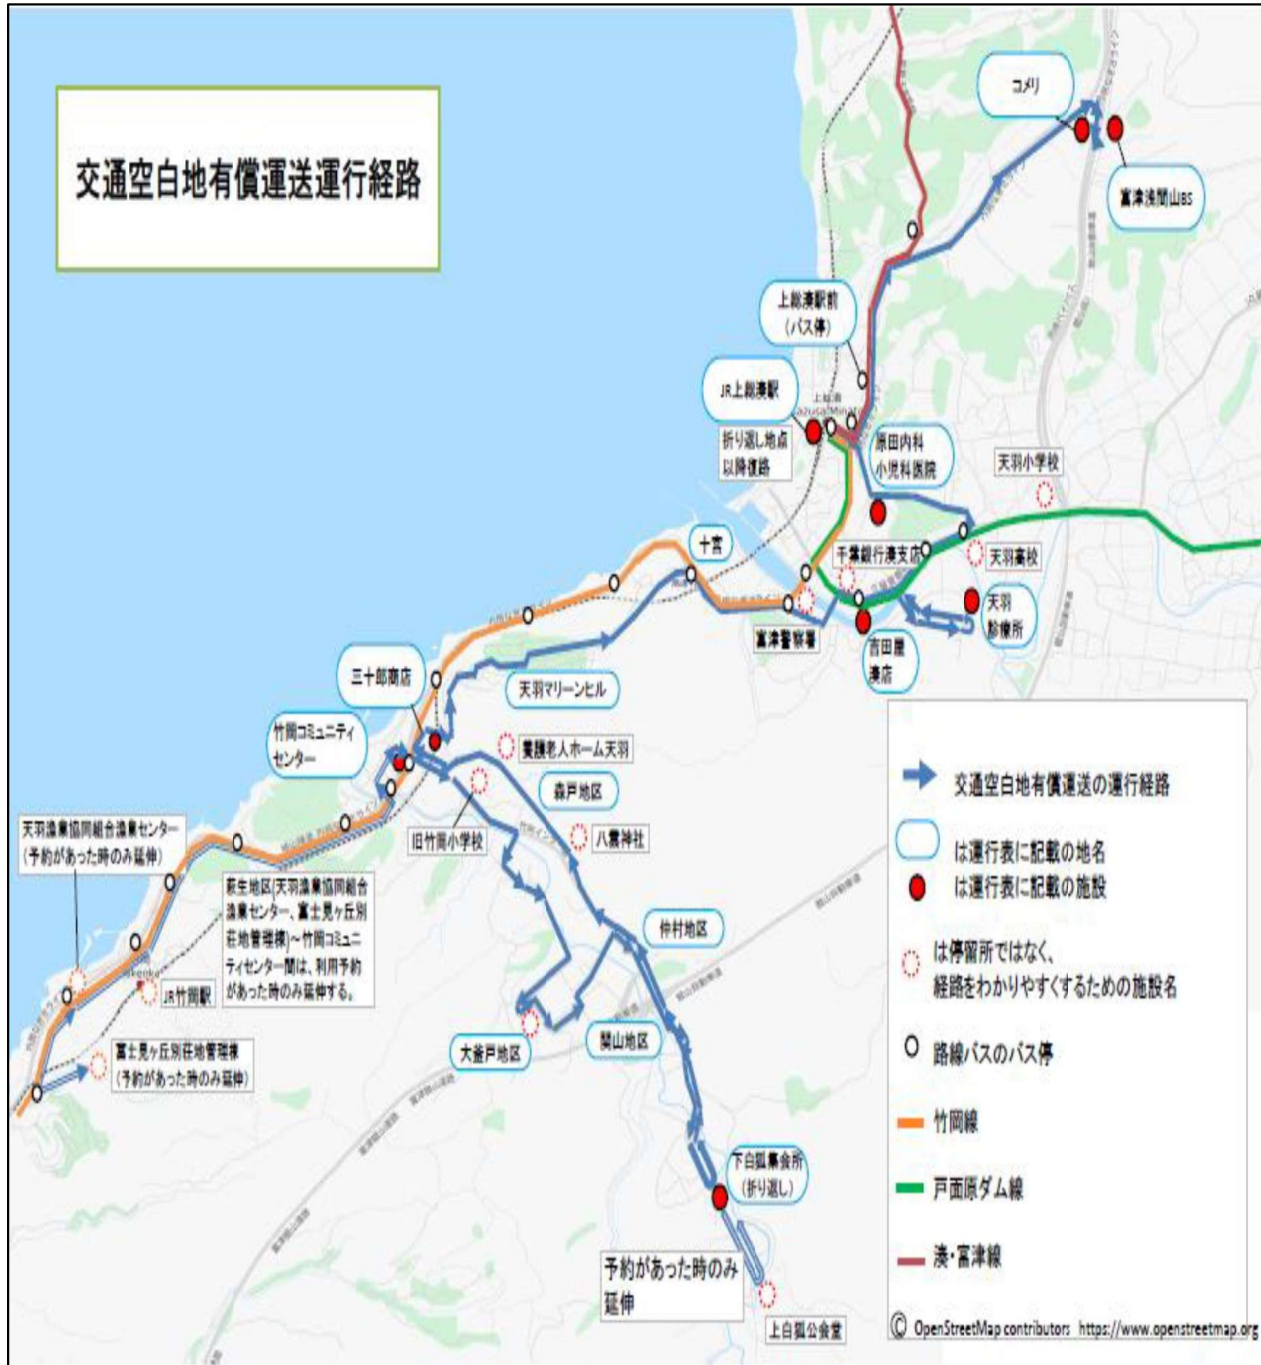 交通空白地有償運送運行経路
コメリ
富津浅間山BS
上総湊駅前
（バス停）
JR上総湊駅
折り返し地点
以降復路
上総湊
原田内科
小児科医院
天羽小学校
十宮
千葉銀行湊支店
天羽高校
富津警察署
天羽
診療所
吉田屋
湊店
三十郎商店
天羽マリーンヒル
竹岡コミュニティ
センター
養護老人ホーム天羽
森戸地区
天羽漁業協同組合漁業センター
（予約があった時のみ延伸）
旧竹岡小学校
八雲神社
萩生地区(天羽漁業協同組合
漁業センター、富士見ヶ丘別
荘地管理棟)～竹岡コミュニ
ティセンター間は、利用予約
があった時のみ延伸する。
仲村地区
JR竹岡駅
大釜戸地区
関山地区
富士見ヶ丘別荘地管理棟
（予約があった時のみ延伸）
下白狐集会所
（折り返し）
予約があった時のみ
延伸
上白狐公会堂
交通空白地有償運送の運行経路
は運行表に記載の地名
は運行表に記載の施設
は停留所ではなく、
経路をわかりやすくするための施設名
路線バスのバス停
竹岡線
戸面原ダム線
湊・富津線
© OpenStreetMap contributors https://www.openstreetmap.org